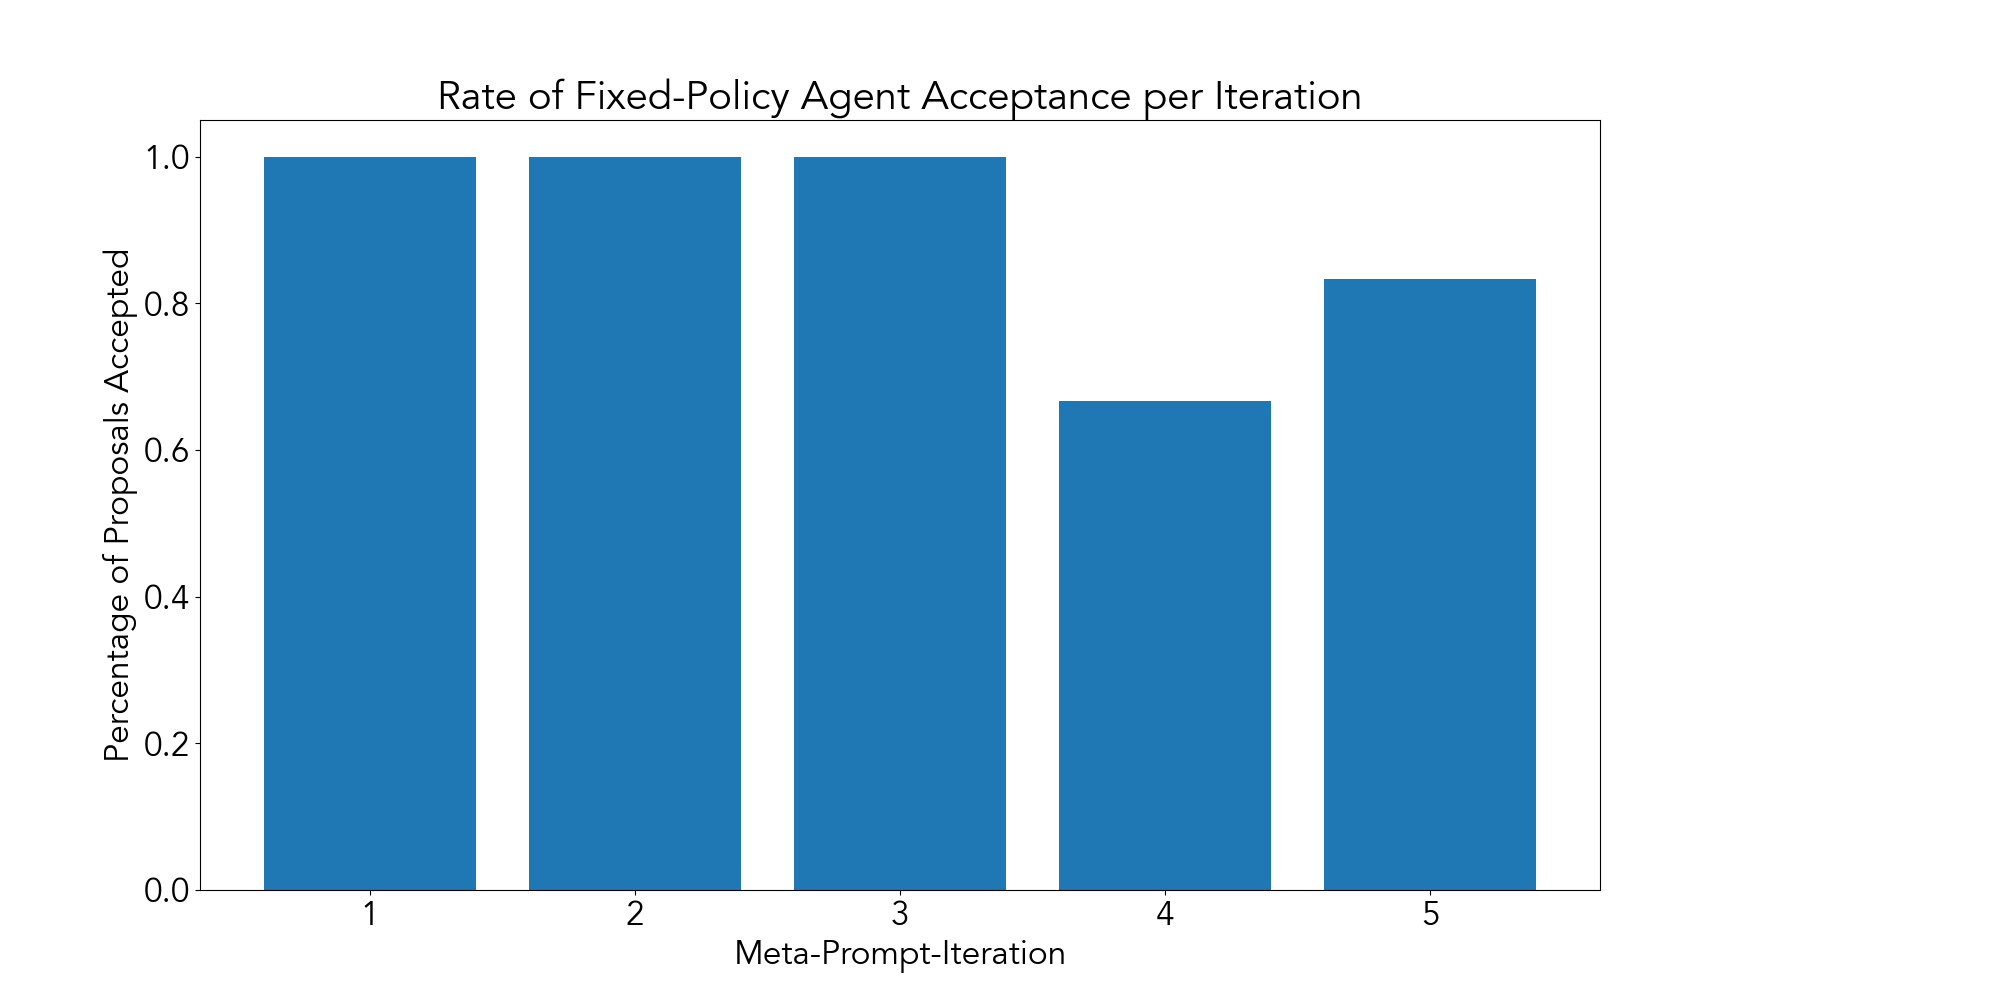 Rate of Fixed-Policy Agent Acceptance per Iteration
Percentage of Proposals Accepted
1.0
0.8
0.6
0.4
0.2
0.0
1 2 3 4 5
Meta-Prompt-Iteration